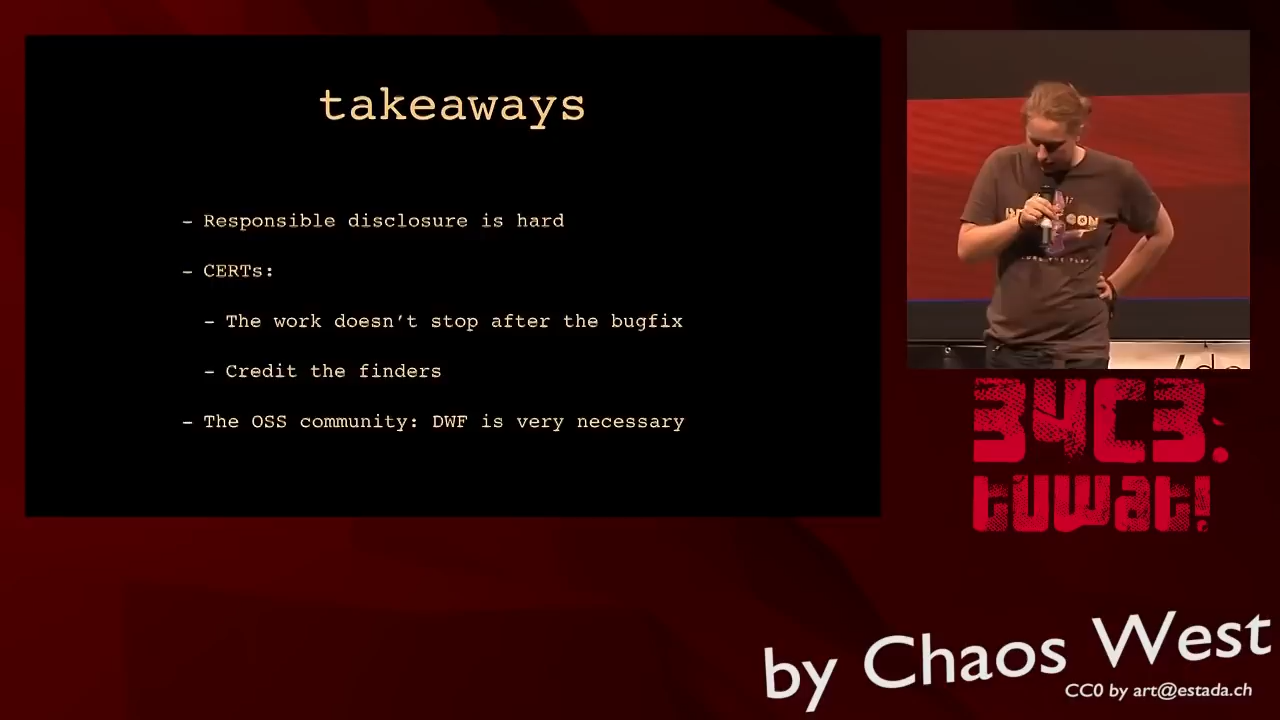 takeaways
- Responsible disclosure is hard
- CERTs:
- The work doesn’t stop after the bugfix
- Credit the finders
- The OSS community: DWF is very necessary
34C3:
tuwat!
by Chaos West
CC0 by art@estada.ch